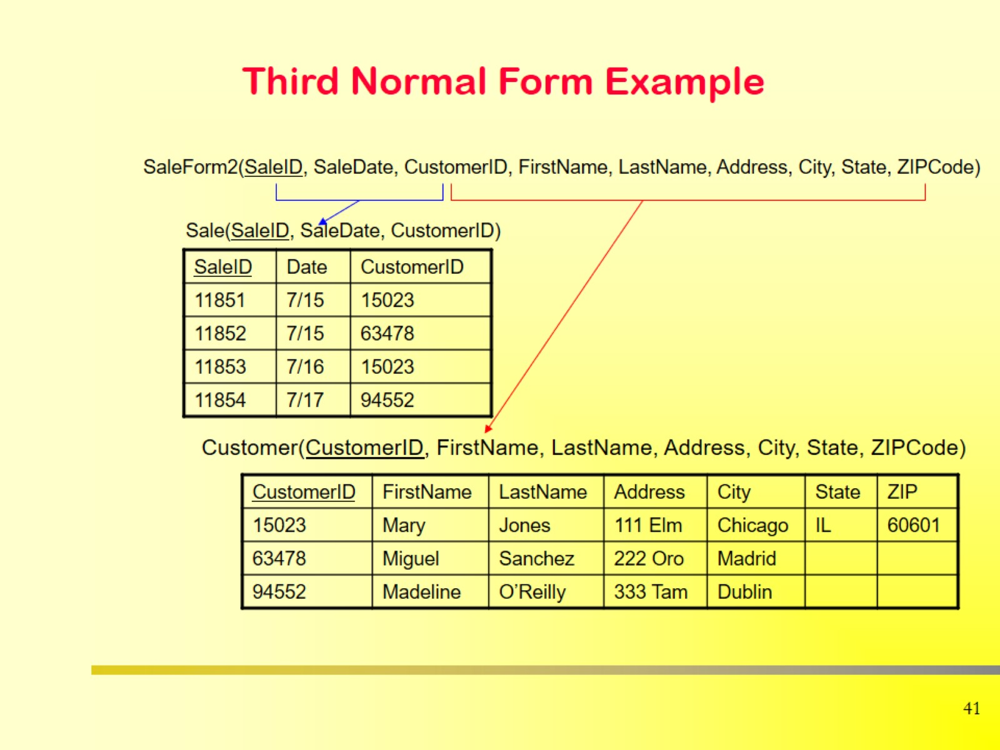 Third Normal Form Example
SaleForm2(SaleID, SaleDate, CustomerID, FirstName, LastName, Address, City, State, ZIPCode)
Sale(SaleID, SaleDate, CustomerID)
SaleID Date CustomerID
11851 7/15 15023
11852 7/15 63478
11853 7/16 15023
11854 7/17 94552
Customer(CustomerID, FirstName, LastName, Address, City, State, ZIPCode)
CustomerID FirstName LastName Address City State ZIP
15023 Mary Jones 111 Elm Chicago IL 60601
63478 Miguel Sanchez 222 Oro Madrid
94552 Madeline O’Reilly 333 Tam Dublin
41